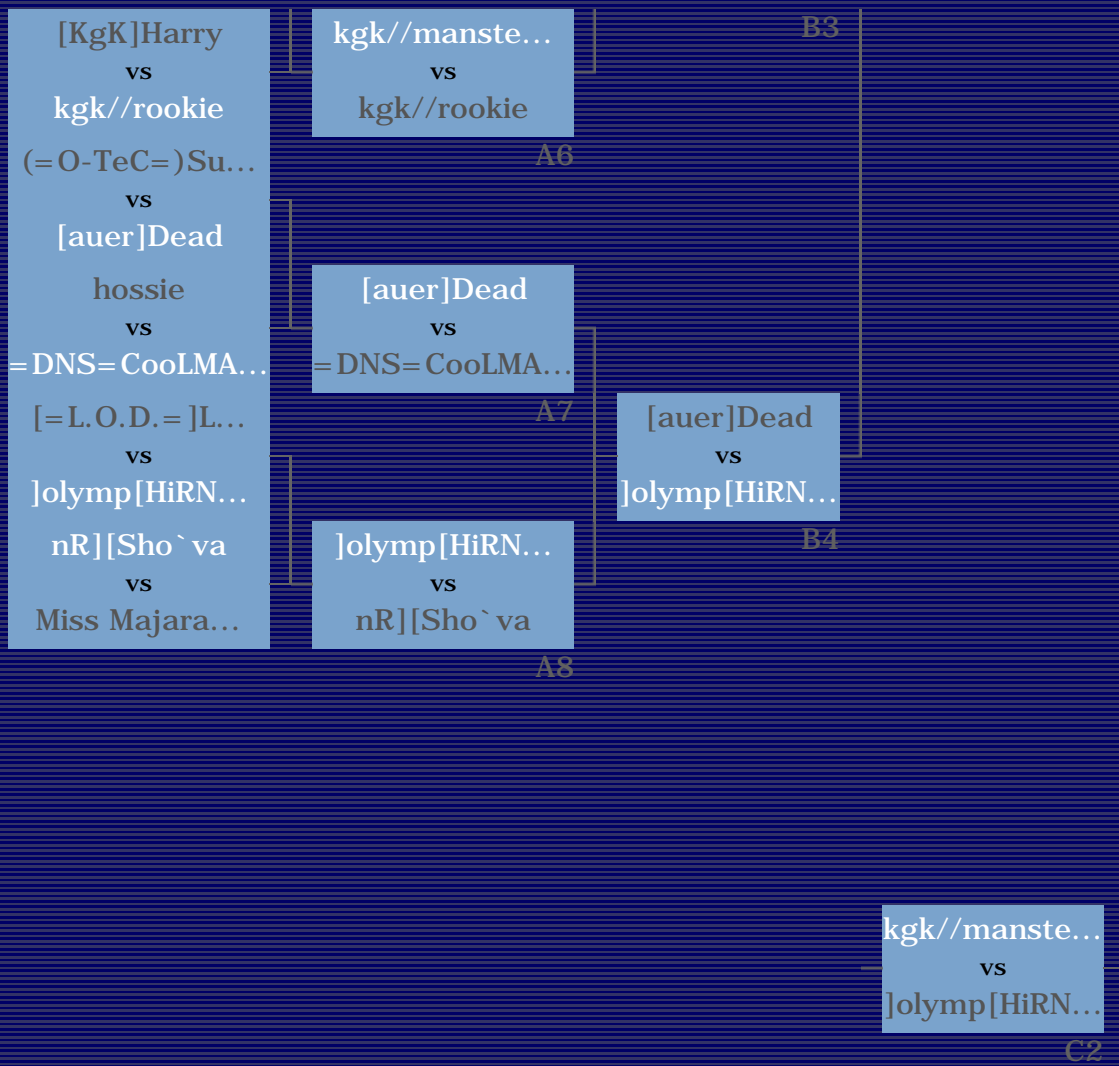 [KgK]Harry
vs
kgk//rookie
(=O-TeC=)Su...
vs
[auer]Dead
hossie
vs
=DNS=CooLMA...
[=L.O.D.=]L...
vs
]olymp[HiRN...
nR][Sho`va
vs
Miss Majara...
kgk//manste...
vs
kgk//rookie
A6
[auer]Dead
vs
=DNS=CooLMA...
A7
]olymp[HiRN...
vs
nR][Sho`va
A8
B3
[auer]Dead
vs
]olymp[HiRN...
B4
kgk//manste...
vs
]olymp[HiRN...
C2